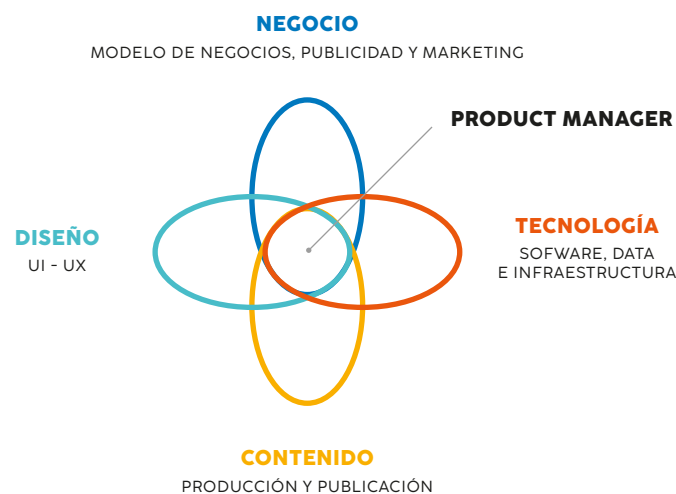 NEGOCIO
MODELO DE NEGOCIOS, PUBLICIDAD Y MARKETING
PRODUCT MANAGER
DISEÑO
UI - UX
TECNOLOGÍA
SOFWARE, DATA
E INFRAESTRUCTURA
CONTENIDO
PRODUCCIÓN Y PUBLICACIÓN